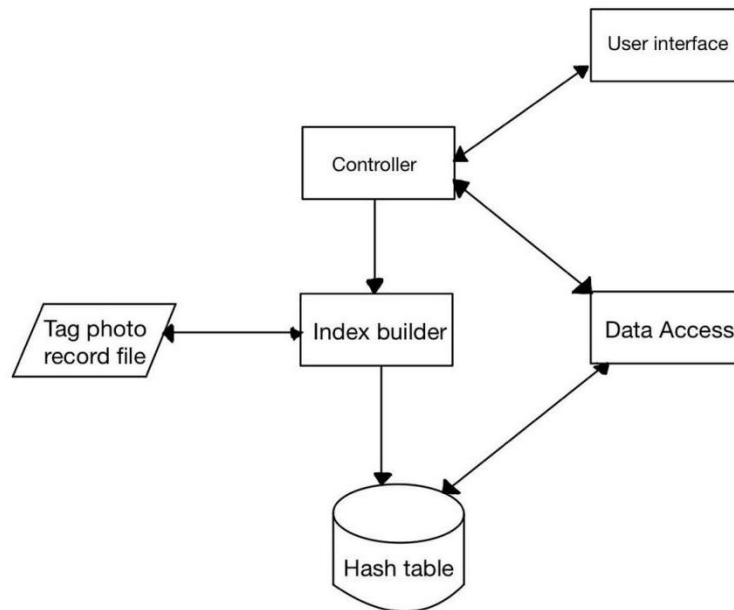 User interface
Controller
Tag photo
record file
Index builder
Data Access
Hash table